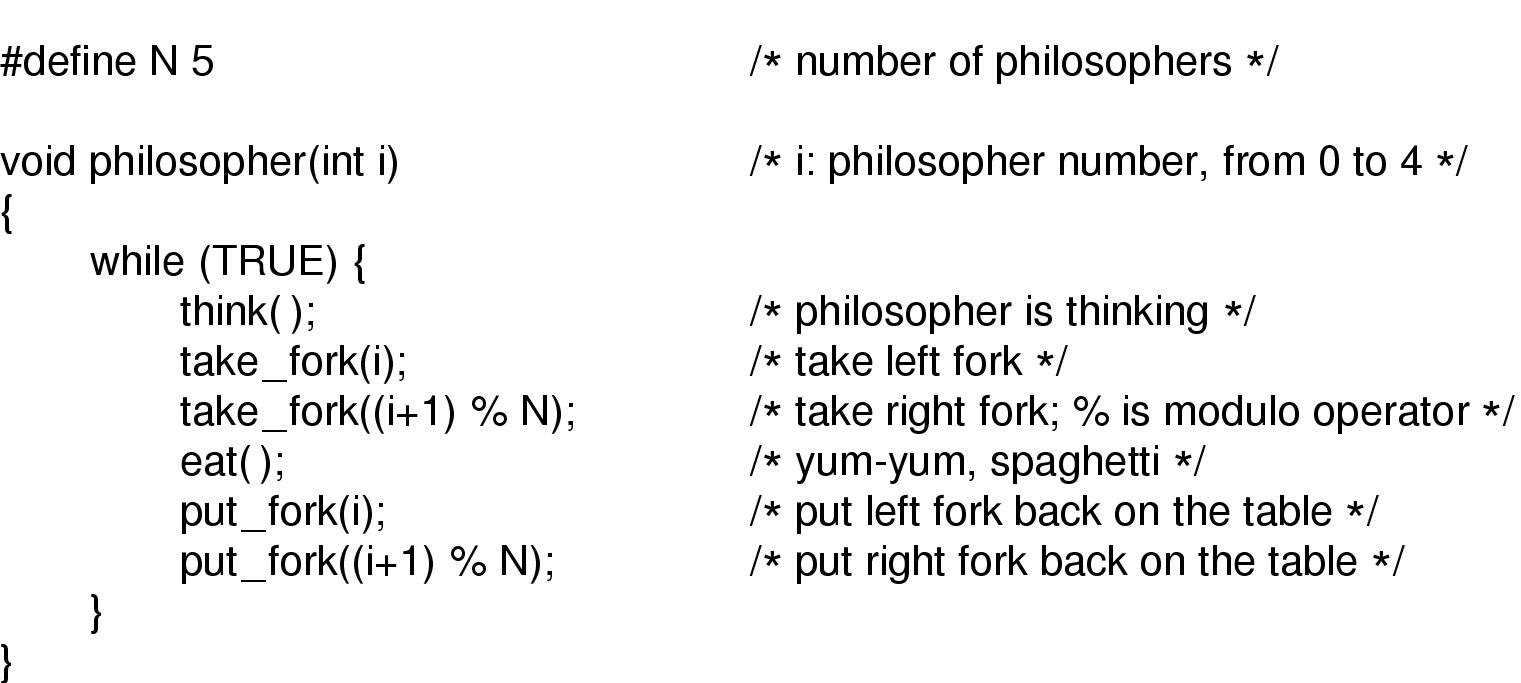 #define N 5 /* number of philosophers */
void philosopher(int i) /* i: philosopher number, from 0 to 4 */
{
while (TRUE) {
think( ); /* philosopher is thinking */
take_fork(i); /* take left fork */
take_fork((i+1) % N); /* take right fork; % is modulo operator */
eat( ); /* yum-yum, spaghetti */
put_fork(i); /* put left fork back on the table */
put_fork((i+1) % N); /* put right fork back on the table */
}
}